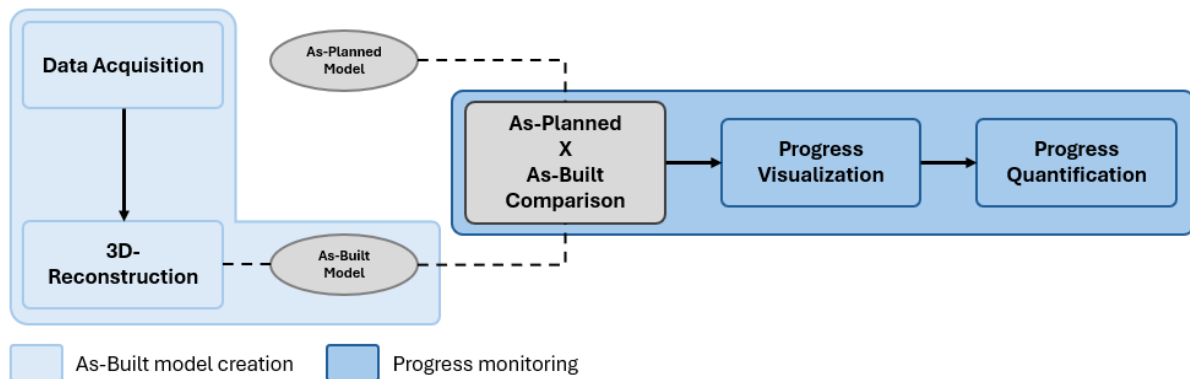 Data Acquisition
As-Planned
Model
As-Planned
X
As-Built
Comparison
Progress
Visualization
Progress
Quantification
3D-
Reconstruction
As-Built
Model
As-Built model creation
Progress monitoring